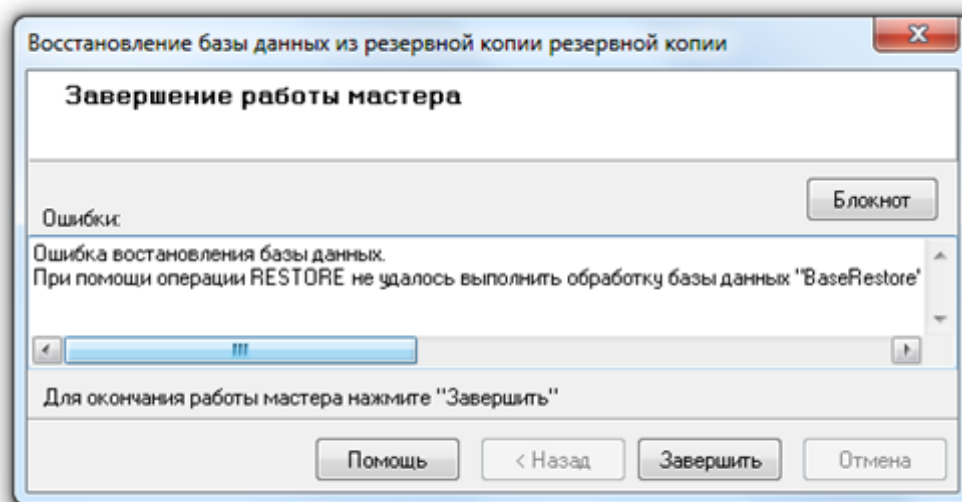 Восстановление базы данных из резервной копии резервной копии
Завершение работы мастера
Блокнот
Ошибки:
Ошибка востановления базы данных.
При помощи операции RESTORE не удалось выполнить обработку базы данных "BaseRestore"
Для окончания работы мастера нажмите "Завершить"
Помощь
< Назад
Завершить
Отмена